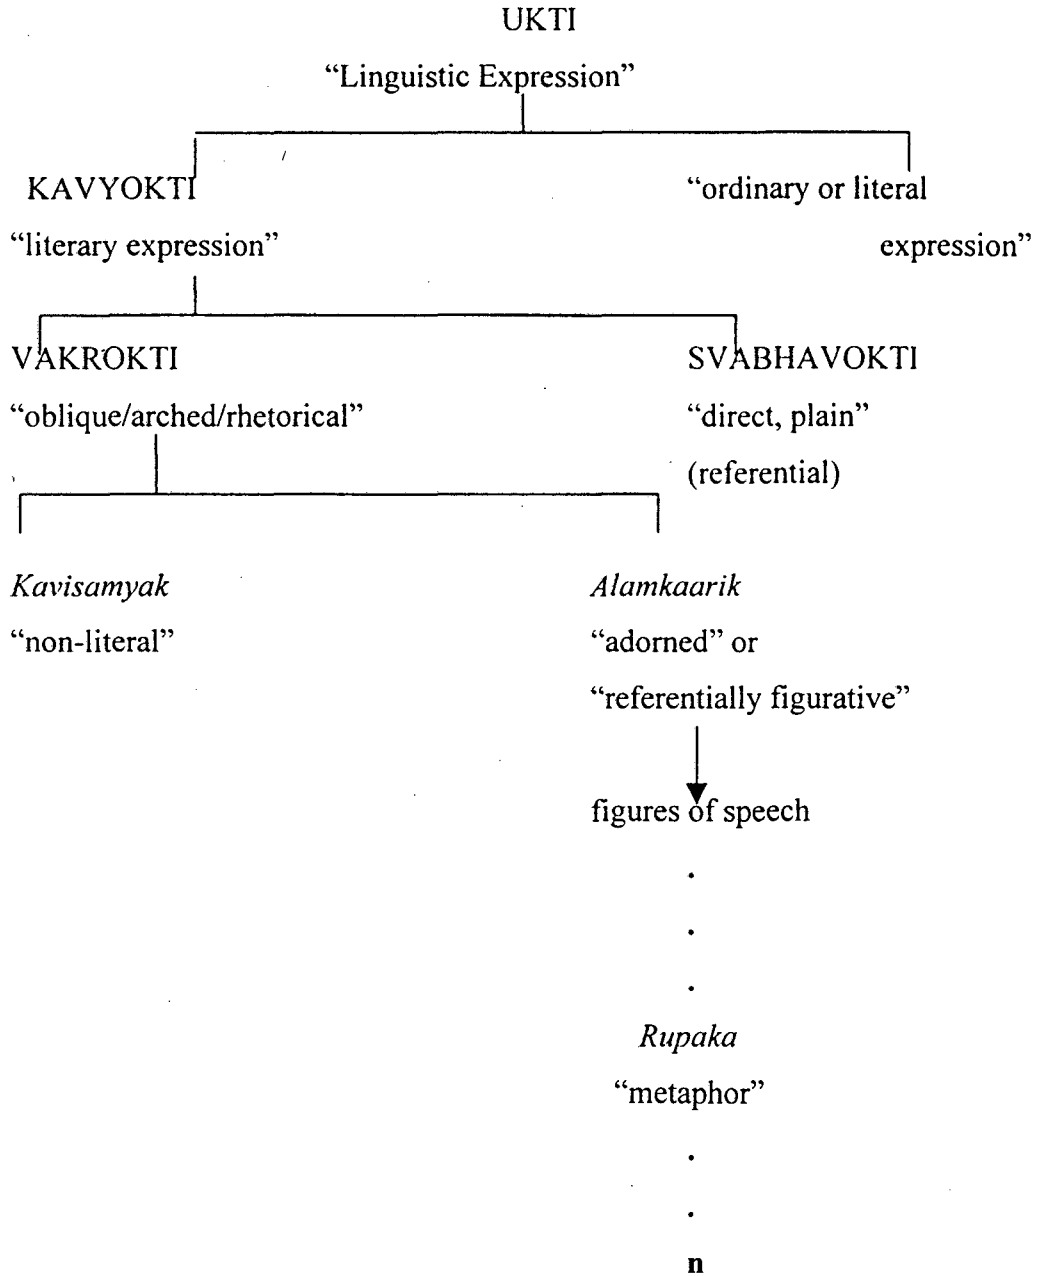 UKTI
“Linguistic Expression”
KAVYOKTI “ordinary or literal
“literary expression” expression”
VAKROKTI SVABHAVOKTI
“oblique/arched/rhetorical” “direct, plain”
(referential)
Kavisamyak Alamkaarik
“non-literal” “adorned” or
“referentially figurative”
figures of speech
.
.
.
Rupaka
“metaphor”
.
.
n